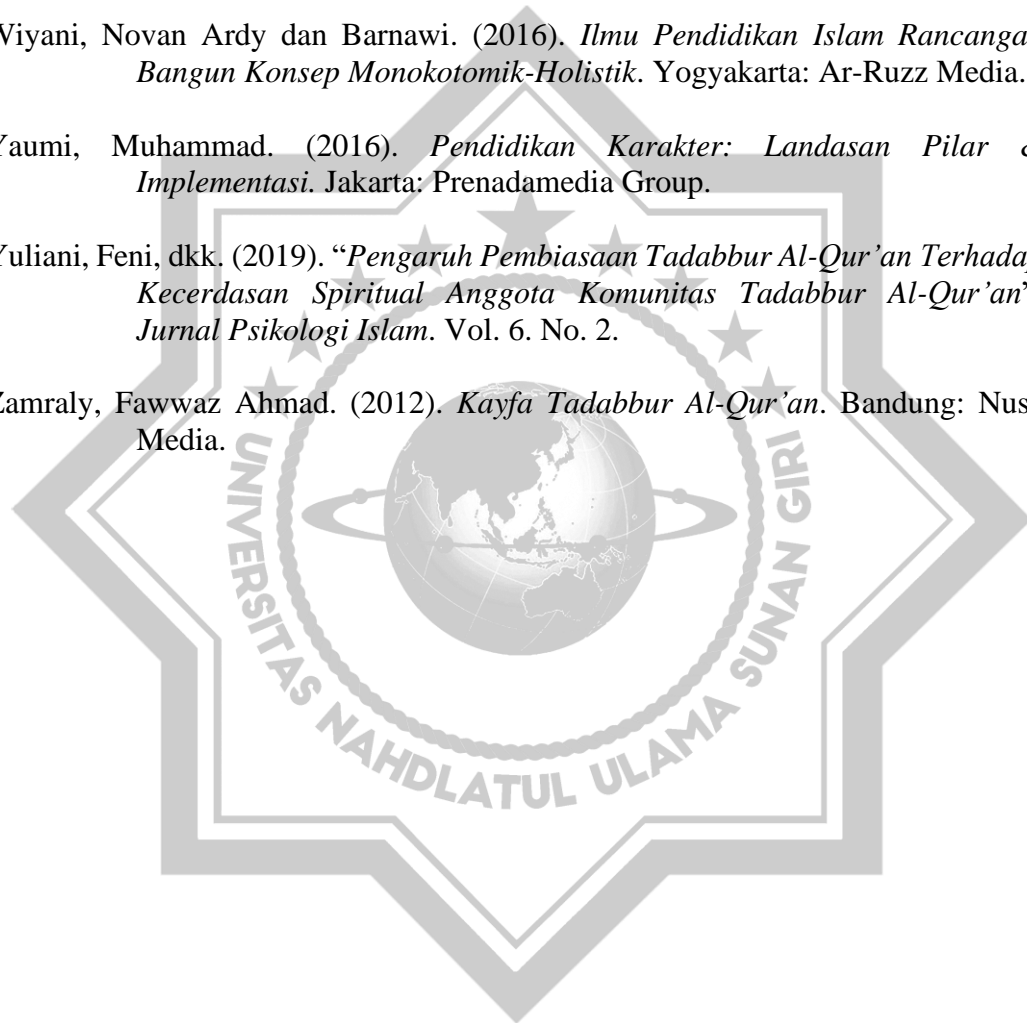 Wiyani, Novan Ardy dan Barnawi. (2016). Ilmu Pendidikan Islam Rancanga
Bangun Konsep Monokotomik-Holistik. Yogyakarta: Ar-Ruzz Media.
Yaumi, Muhammad. (2016). Pendidikan Karakter: Landasan Pilar &
Implementasi. Jakarta: Prenadamedia Group.
Yuliani, Feni, dkk. (2019). “Pengaruh Pembiasaan Tadabbur Al-Qur’an Terhadap
Kecerdasan Spiritual Anggota Komunitas Tadabbur Al-Qur’an”
Jurnal Psikologi Islam. Vol. 6. No. 2.
Zamraly, Fawwaz Ahmad. (2012). Kayfa Tadabbur Al-Qur’an. Bandung: Nus
Media.
UNIVERSITAS NAHDLATUL ULAMA SUNAN GIRI